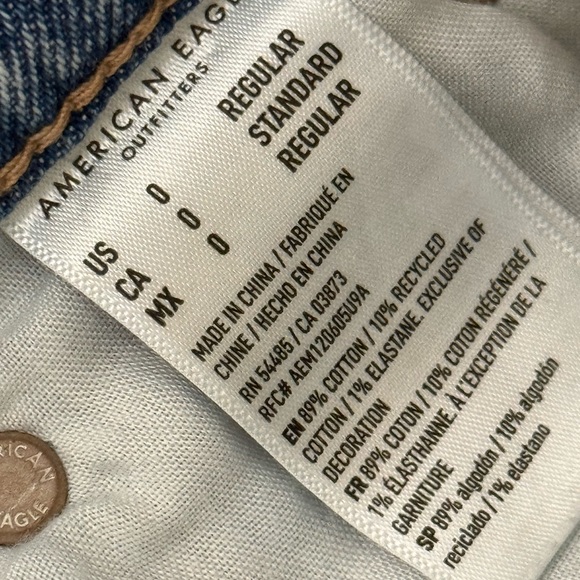 AMERICAN EAGLE
OUTFITTERS
US 0 REGULAR
CA 0 STANDARD
MX 0 REGULAR
MADE IN CHINA / FABRIQUÉ EN
CHINE / HECHO EN CHINA
RN 54485 / CA 03873
RFC# AEM120605U9A
EN 89% COTTON / 10% RECYCLED
COTTON / 1% ELASTANE. EXCLUSIVE OF
DECORATION
FR 89% COTON / 10% COTON RÉGÉNÉRÉ /
1% ÉLASTHANNE. À L'EXCEPTION DE LA
GARNITURE
SP 89% algodón / 10% algodón
reciclado / 1% elastano
RICAN
EAGLE